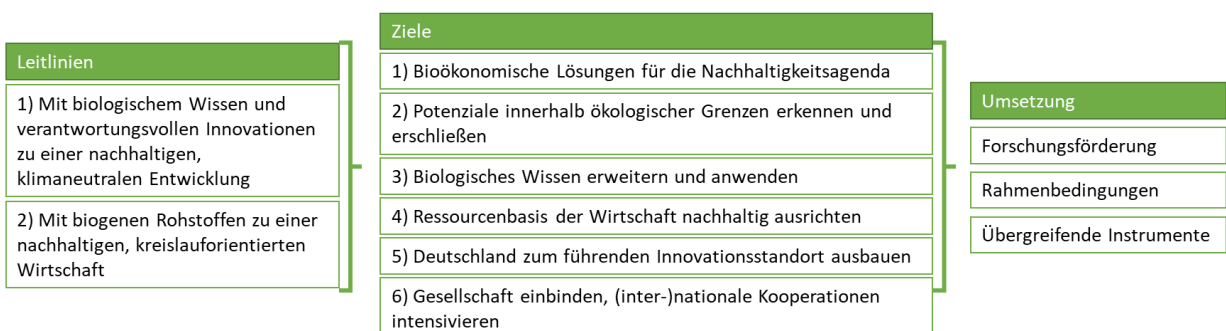 Leitlinien
1) Mit biologischem Wissen und
verantwortungsvollen Innovationen
zu einer nachhaltigen,
klimaneutralen Entwicklung
2) Mit biogenen Rohstoffen zu einer
nachhaltigen, kreislauforientierten
Wirtschaft
Ziele
1) Bioökonomische Lösungen für die Nachhaltigkeitsagenda
2) Potenziale innerhalb ökologischer Grenzen erkennen und
erschließen
3) Biologisches Wissen erweitern und anwenden
4) Ressourcenbasis der Wirtschaft nachhaltig ausrichten
5) Deutschland zum führenden Innovationsstandort ausbauen
6) Gesellschaft einbinden, (inter-)nationale Kooperationen
intensivieren
Umsetzung
Forschungsförderung
Rahmenbedingungen
Übergreifende Instrumente